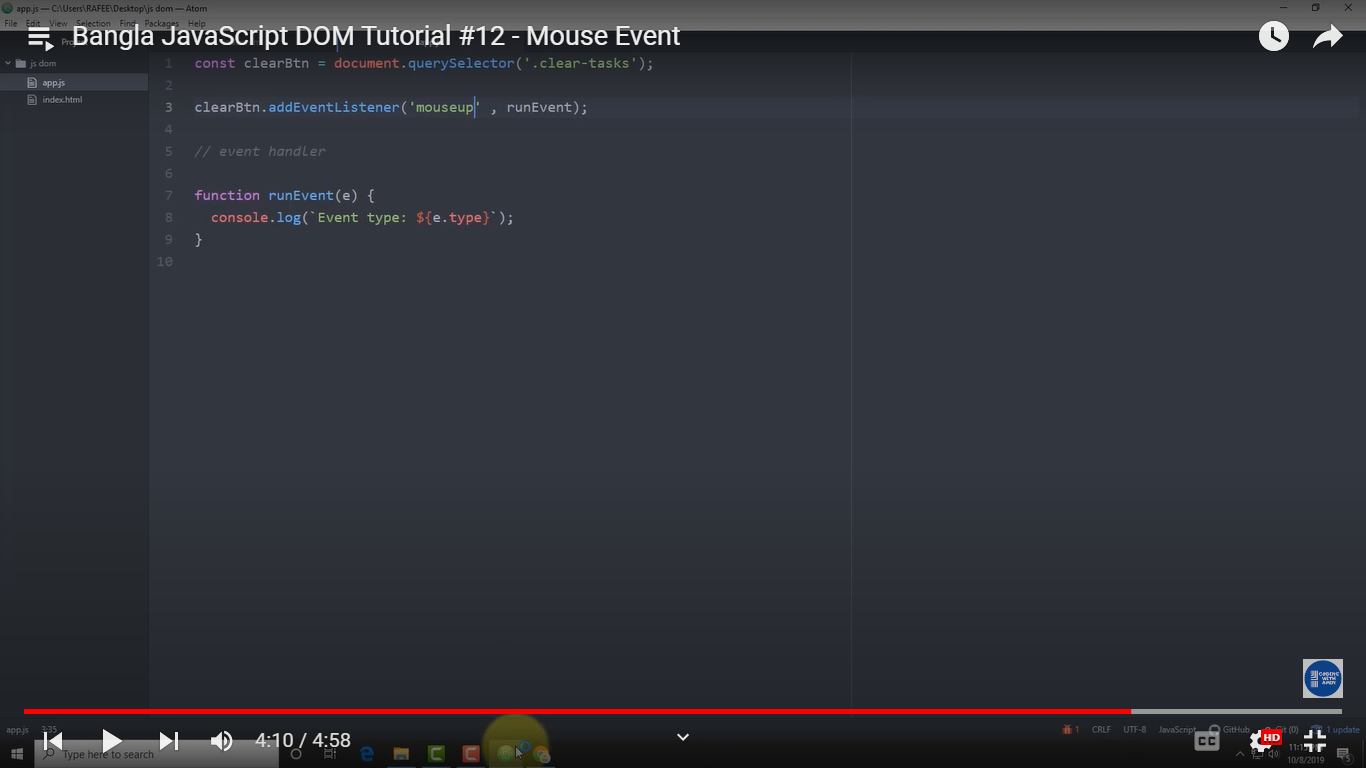 app.js — C:\Users\RAFEE\Desktop\js dom — Atom
File Edit View Selection Find Packages Help
Bangla JavaScript DOM Tutorial #12 - Mouse Event
js dom
app.js
index.html
1 const clearBtn = document.querySelector('.clear-tasks');
2
3 clearBtn.addEventListener('mouseup' , runEvent);
4
5 // event handler
6
7 function runEvent(e) {
8 console.log(`Event type: ${e.type}`);
9 }
10
CODING WITH
app.js 3:35
1 CRLF UTF-8 JavaScript GitHub Git (0) 1 update
4:10 / 4:58
CC HD
Type here to search
10/8/2019